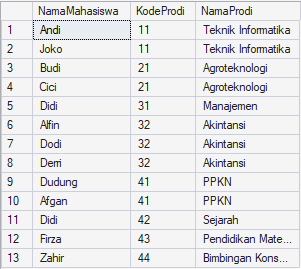 NamaMahasiswa KodeProdi NamaProdi
1 Andi 11 Teknik Informatika
2 Joko 11 Teknik Informatika
3 Budi 21 Agroteknologi
4 Cici 21 Agroteknologi
5 Didi 31 Manajemen
6 Alfin 32 Akintansi
7 Dodi 32 Akintansi
8 Derri 32 Akintansi
9 Dudung 41 PPKN
10 Afgan 41 PPKN
11 Didi 42 Sejarah
12 Firza 43 Pendidikan Mate...
13 Zahir 44 Bimbingan Kons...